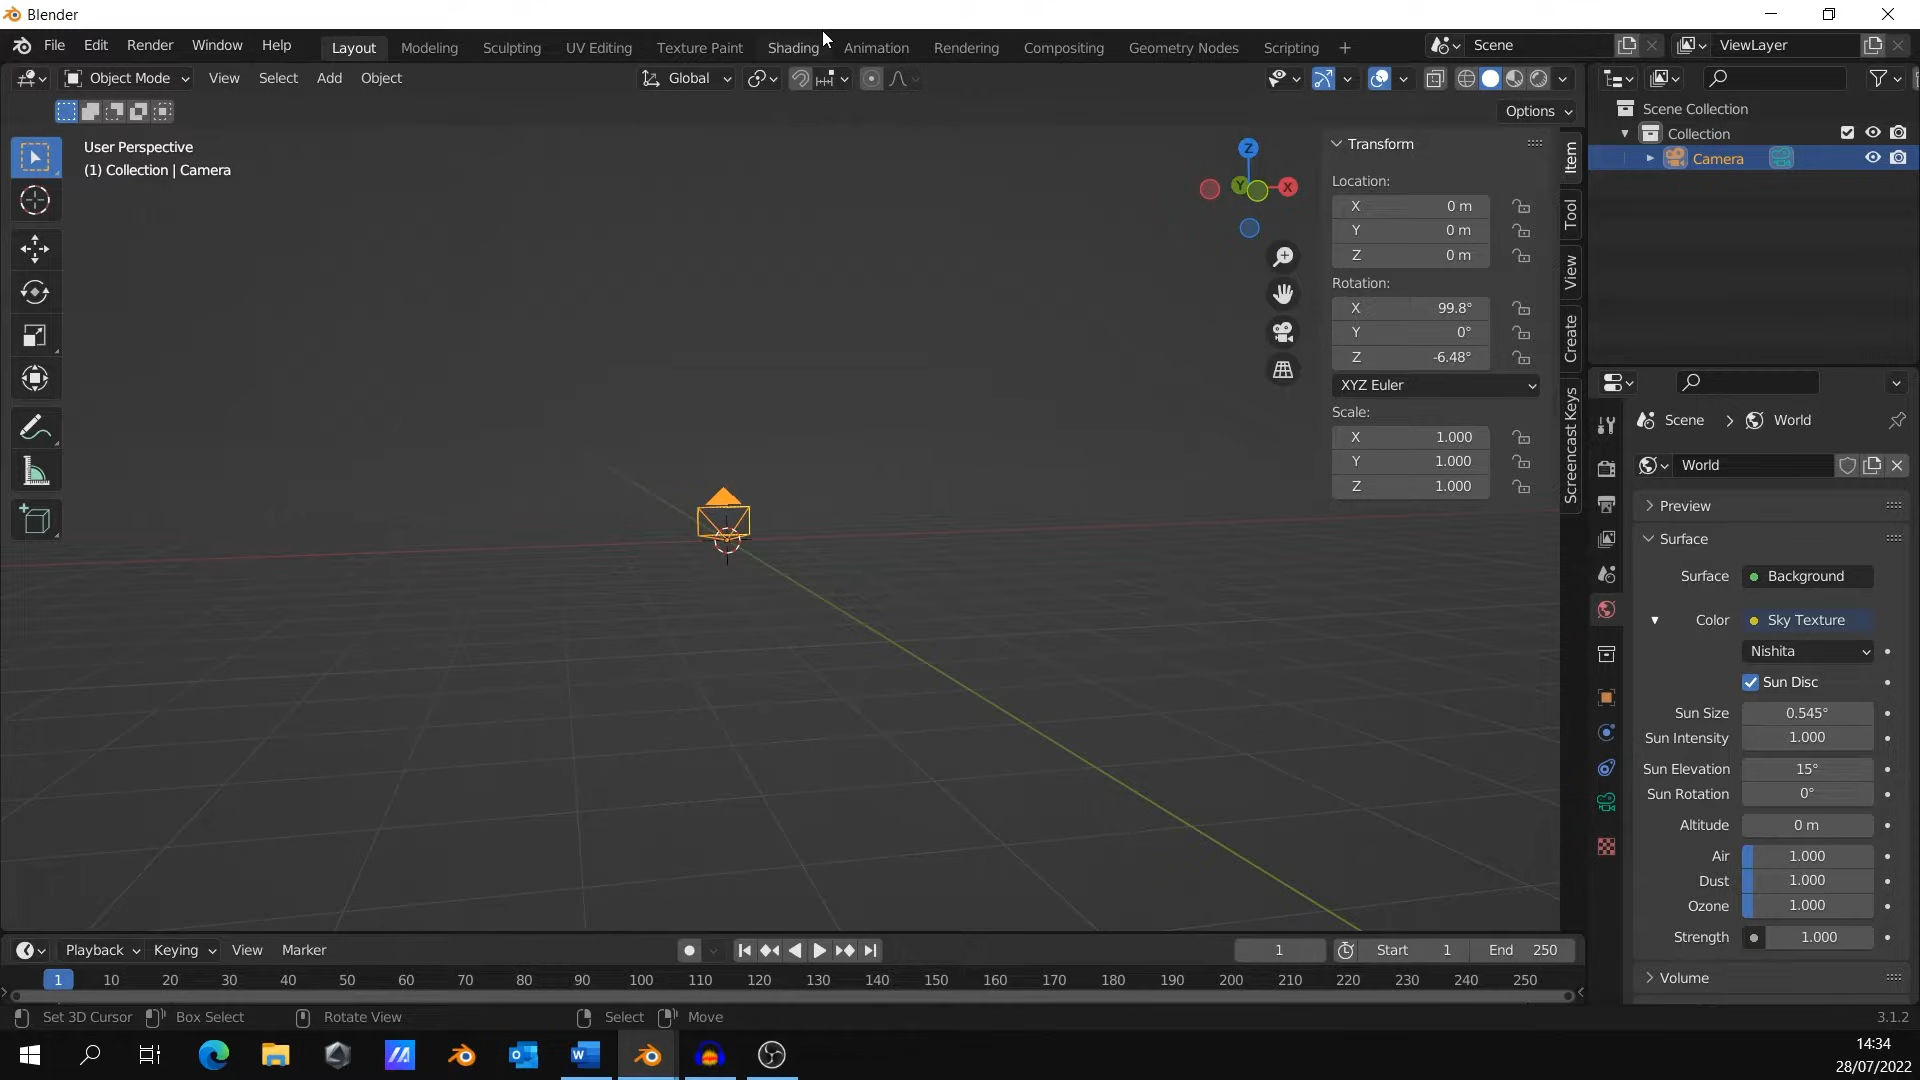 Blender
File Edit Render Window Help Layout Modeling Sculpting UV Editing Texture Paint Shading Animation Rendering Compositing Geometry Nodes Scripting + Scene ViewLayer
Object Mode View Select Add Object Global
Options
User Perspective
(1) Collection | Camera
Z
Y
X
Transform
Location:
X 0 m
Y 0 m
Z 0 m
Rotation:
X 99.8°
Y 0°
Z -6.48°
XYZ Euler
Scale:
X 1.000
Y 1.000
Z 1.000
Item
Tool
View
Create
Screencast Keys
Scene Collection
Collection
Camera
Scene > World
World
Preview
Surface
Surface Background
Color Sky Texture
Nishita
Sun Disc
Sun Size 0.545°
Sun Intensity 1.000
Sun Elevation 15°
Sun Rotation 0°
Altitude 0 m
Air 1.000
Dust 1.000
Ozone 1.000
Strength 1.000
Volume
Playback Keying View Marker 1 Start 1 End 250
1 10 20 30 40 50 60 70 80 90 100 110 120 130 140 150 160 170 180 190 200 210 220 230 240 250
Set 3D Cursor Box Select Rotate View Select Move 3.1.2
14:34
28/07/2022